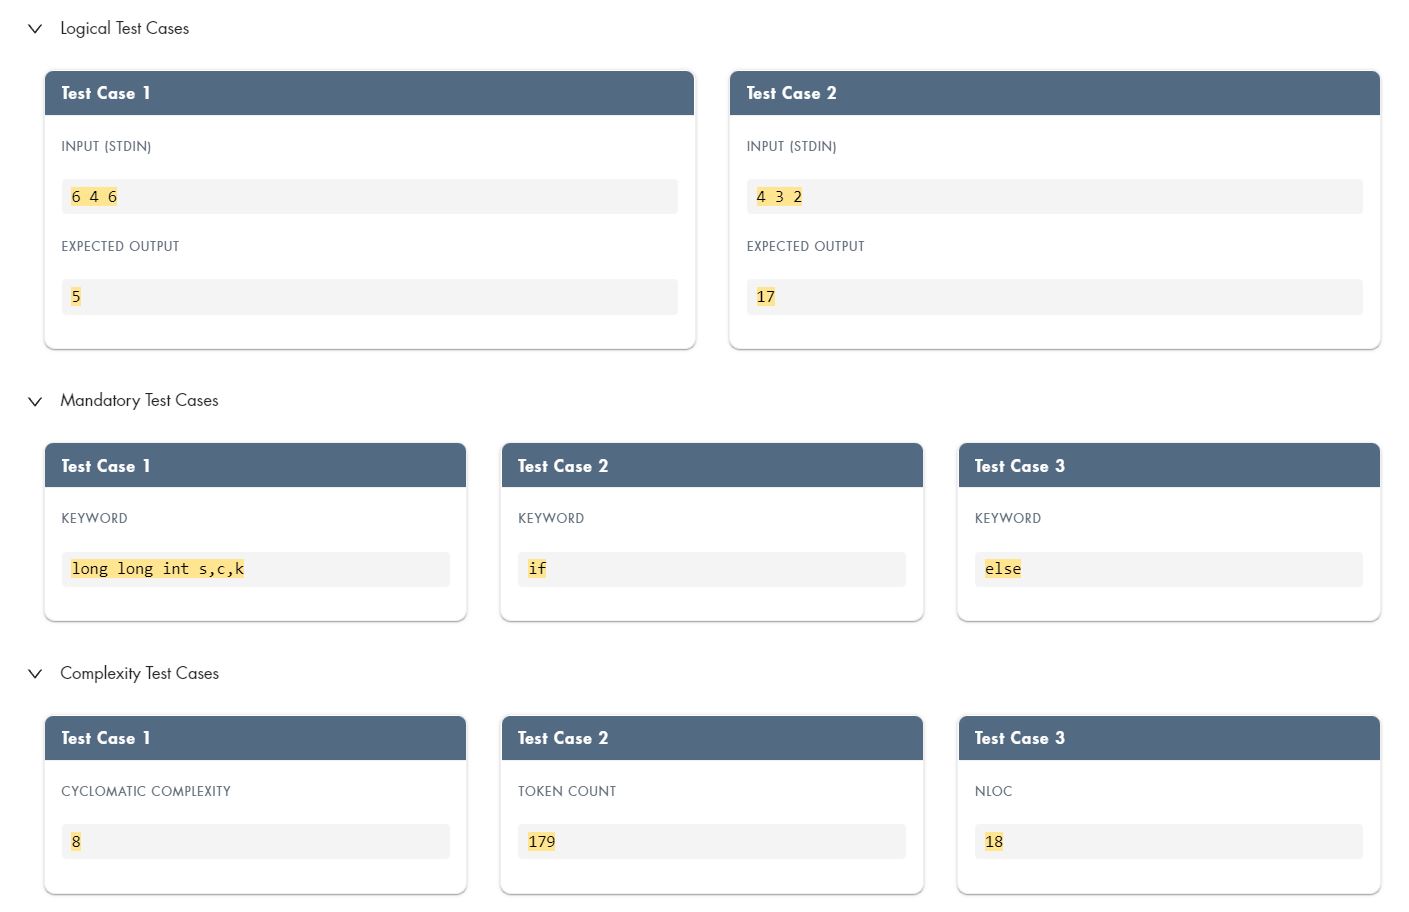 Logical Test Cases
Test Case 1
INPUT (STDIN)
6 4 6
EXPECTED OUTPUT
5
Test Case 2
INPUT (STDIN)
4 3 2
EXPECTED OUTPUT
17
Mandatory Test Cases
Test Case 1
KEYWORD
long long int s,c,k
Test Case 2
KEYWORD
if
Test Case 3
KEYWORD
else
Complexity Test Cases
Test Case 1
CYCLOMATIC COMPLEXITY
8
Test Case 2
TOKEN COUNT
179
Test Case 3
NLOC
18